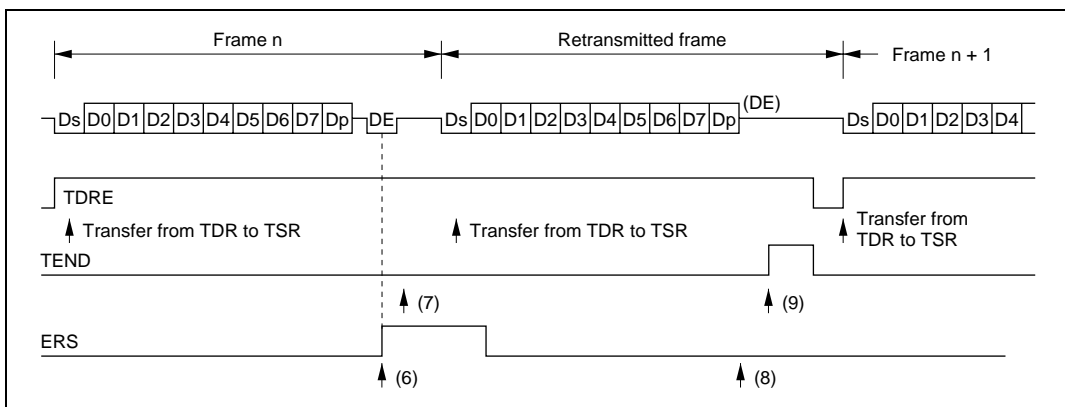 Frame n
Retransmitted frame
Frame n + 1
Ds D0 D1 D2 D3 D4 D5 D6 D7 Dp DE
Ds D0 D1 D2 D3 D4 D5 D6 D7 Dp (DE)
Ds D0 D1 D2 D3 D4
TDRE
Transfer from TDR to TSR
Transfer from TDR to TSR
Transfer from
TDR to TSR
TEND
(7)
(9)
ERS
(6)
(8)